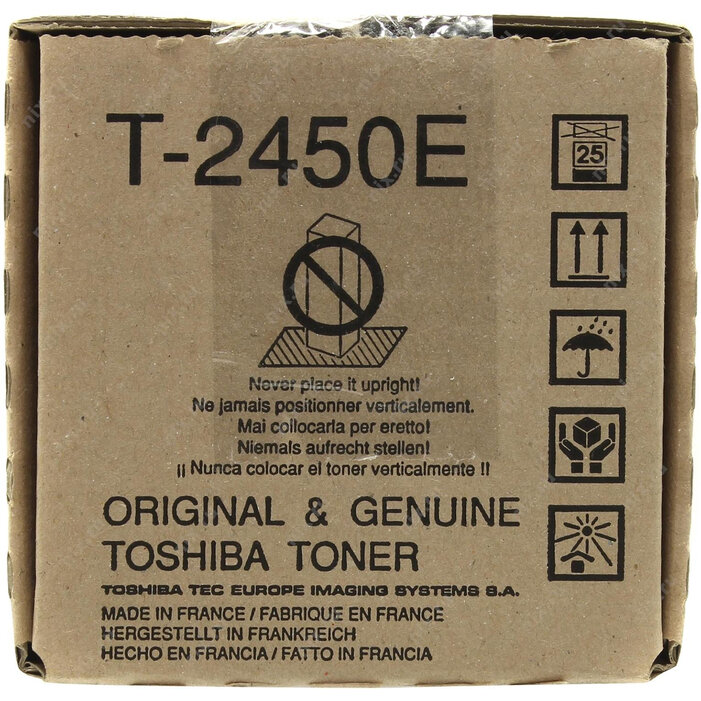 T-2450E
25
Never place it upright!
Ne jamais positionner verticalement.
Mai collocarla per eretto!
Niemals aufrecht stellen!
¡¡ Nunca colocar el toner verticalmente !!
ORIGINAL & GENUINE
TOSHIBA TONER
TOSHIBA TEC EUROPE IMAGING SYSTEMS S.A.
MADE IN FRANCE / FABRIQUE EN FRANCE
HERGESTELLT IN FRANKREICH
HECHO EN FRANCIA / FATTO IN FRANCIA